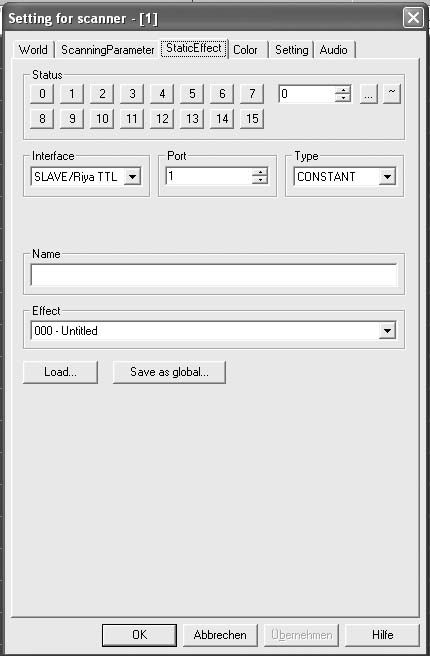 Setting for scanner - [1]
World ScanningParameter StaticEffect Color Setting Audio
Status
0 1 2 3 4 5 6 7 0 ... ~
8 9 10 11 12 13 14 15
Interface Port Type
SLAVE/Riya TTL 1 CONSTANT
Name
Effect
000 - Untitled
Load... Save as global...
OK Abbrechen Übernehmen Hilfe